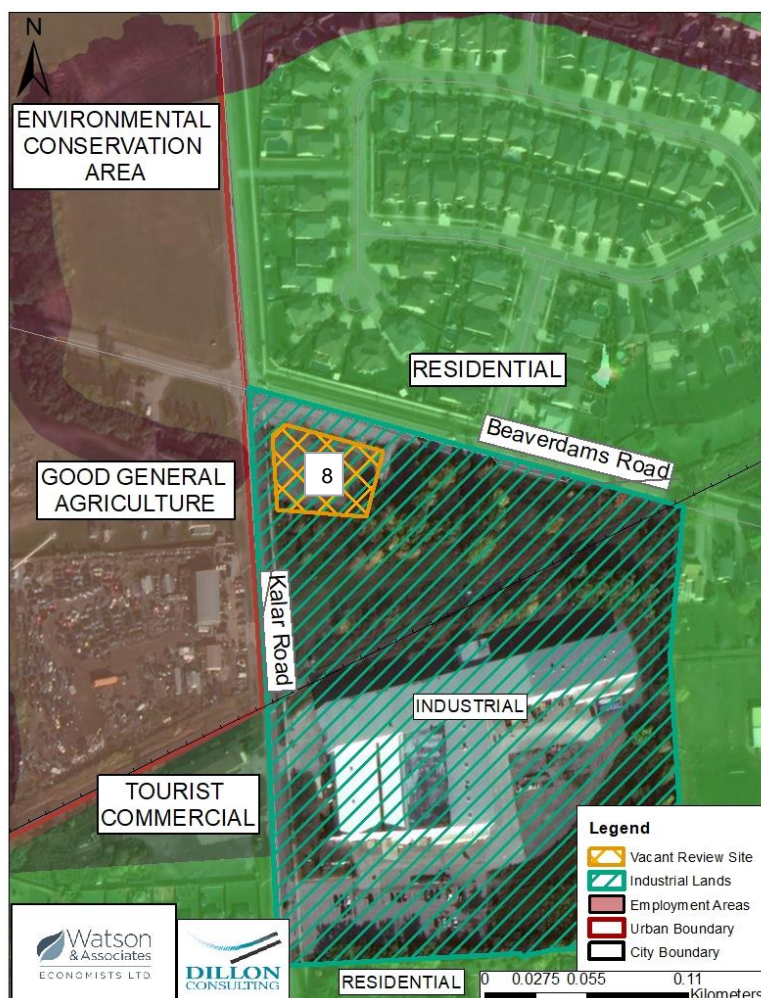 N
ENVIRONMENTAL
CONSERVATION
AREA
RESIDENTIAL
Beaverdams Road
8
GOOD GENERAL
AGRICULTURE
Kalar Road
INDUSTRIAL
TOURIST
COMMERCIAL
Legend
Vacant Review Site
Industrial Lands
Employment Areas
Urban Boundary
City Boundary
Watson
& Associates
ECONOMISTS LTD.
DILLON
CONSULTING
RESIDENTIAL
0 0.0275 0.055 0.11
Kilometers